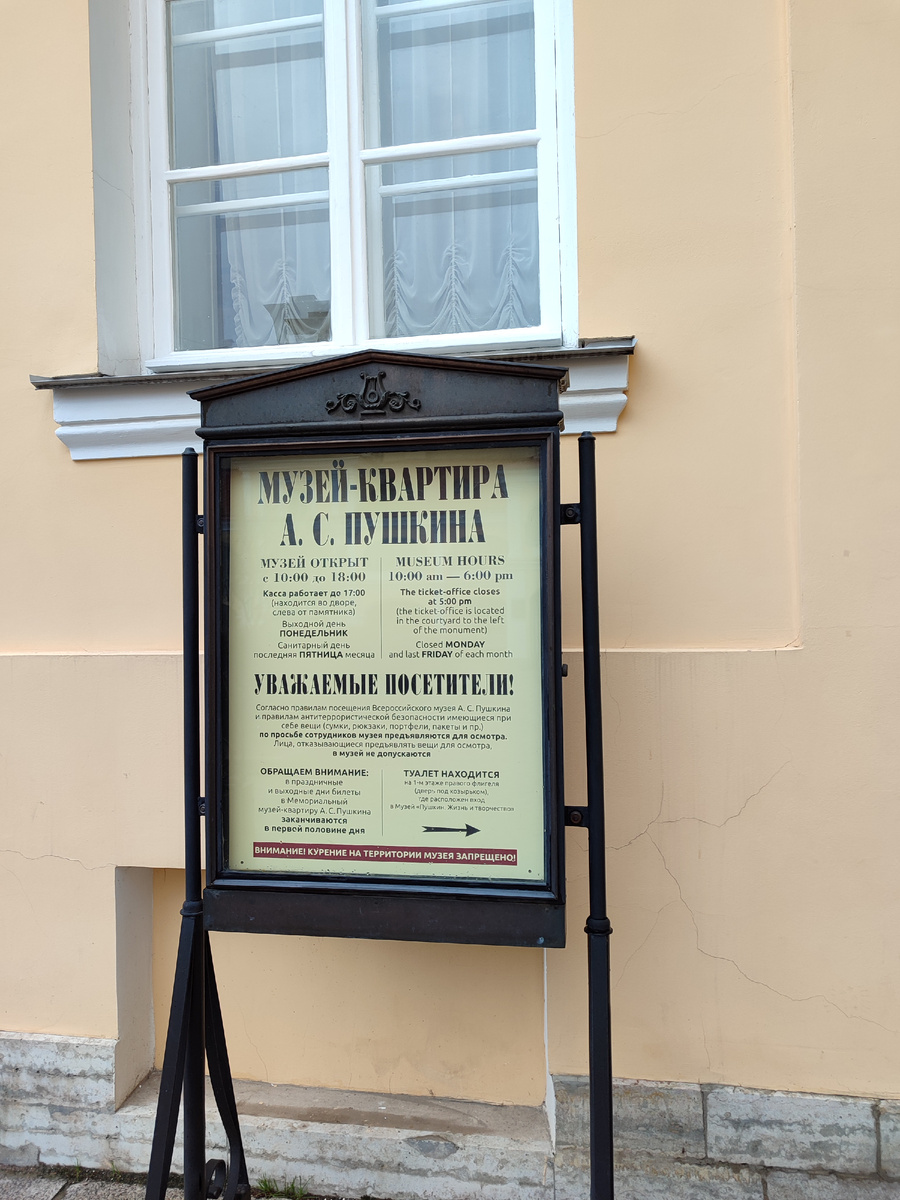 МУЗЕЙ-КВАРТИРА
А. С. ПУШКИНА
МУЗЕЙ ОТКРЫТ
с 10:00 до 18:00
Касса работает до 17:00
(находится во дворе,
слева от памятника)
Выходной день
ПОНЕДЕЛЬНИК
Санитарный день
последняя ПЯТНИЦА месяца
MUSEUM HOURS
10:00 am — 6:00 pm
The ticket-office closes
at 5:00 pm
(the ticket-office is located
in the courtyard to the left
of the monument)
Closed MONDAY
and last FRIDAY of each month
УВАЖАЕМЫЕ ПОСЕТИТЕЛИ!
Согласно правилам посещения Всероссийского музея А. С. Пушкина
и правилам антитеррористической безопасности имеющиеся при
себе вещи (сумки, рюкзаки, портфели, пакеты и пр.)
по просьбе сотрудников музея предъявляются для осмотра.
Лица, отказывающиеся предъявлять вещи для осмотра,
в музей не допускаются
ОБРАЩАЕМ ВНИМАНИЕ:
в праздничные
и выходные дни билеты
в Мемориальный
музей-квартиру А. С. Пушкина
заканчиваются
в первой половине дня
ТУАЛЕТ НАХОДИТСЯ
на 1-м этаже правого флигеля
(дверь под козырьком),
где расположен вход
в Музей «Пушкин. Жизнь и творчество»
ВНИМАНИЕ! КУРЕНИЕ НА ТЕРРИТОРИИ МУЗЕЯ ЗАПРЕЩЕНО!